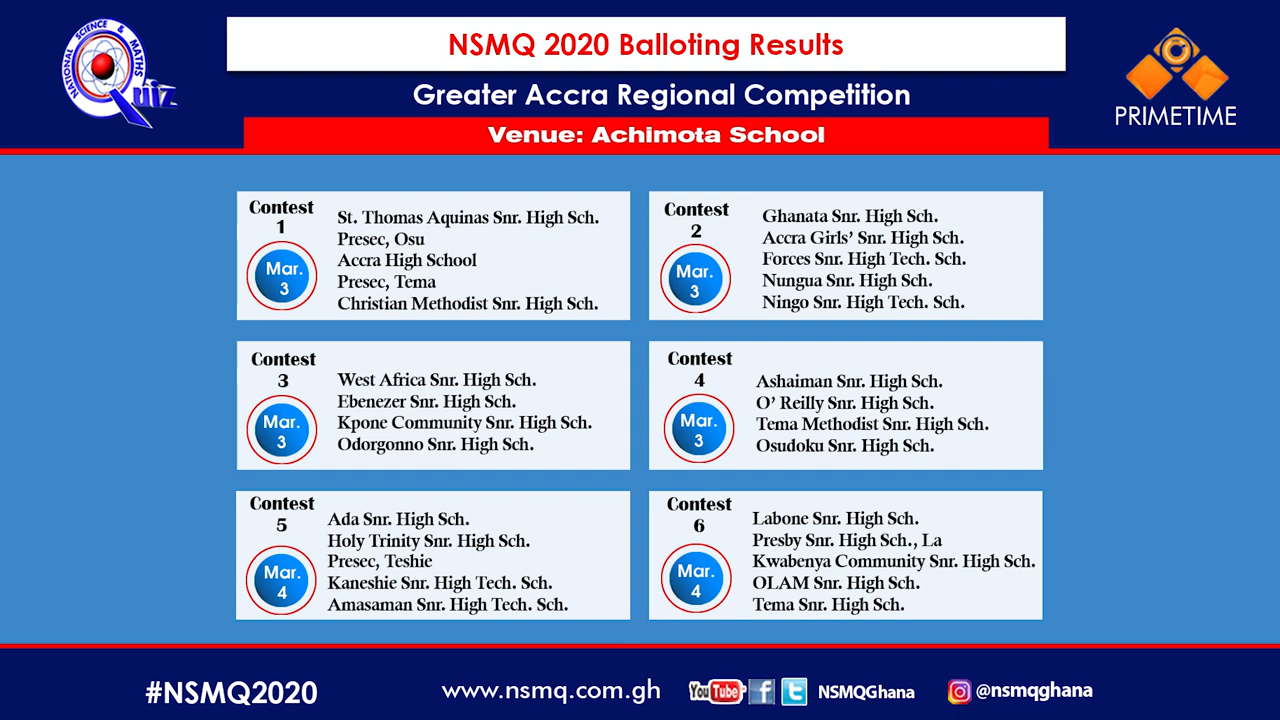 NATIONAL SCIENCE & MATHS
Quiz
NSMQ 2020 Balloting Results
Greater Accra Regional Competition
Venue: Achimota School
PRIMETIME
Contest
1
Mar.
3
St. Thomas Aquinas Snr. High Sch.
Presec, Osu
Accra High School
Presec, Tema
Christian Methodist Snr. High Sch.
Contest
2
Mar.
3
Ghanata Snr. High Sch.
Accra Girls’ Snr. High Sch.
Forces Snr. High Tech. Sch.
Nungua Snr. High Sch.
Ningo Snr. High Tech. Sch.
Contest
3
Mar.
3
West Africa Snr. High Sch.
Ebenezer Snr. High Sch.
Kpone Community Snr. High Sch.
Odorgonno Snr. High Sch.
Contest
4
Mar.
3
Ashaiman Snr. High Sch.
O’ Reilly Snr. High Sch.
Tema Methodist Snr. High Sch.
Osudoku Snr. High Sch.
Contest
5
Mar.
4
Ada Snr. High Sch.
Holy Trinity Snr. High Sch.
Presec, Teshie
Kaneshie Snr. High Tech. Sch.
Amasaman Snr. High Tech. Sch.
Contest
6
Mar.
4
Labone Snr. High Sch.
Presby Snr. High Sch., La
Kwabenya Community Snr. High Sch.
OLAM Snr. High Sch.
Tema Snr. High Sch.
#NSMQ2020
www.nsmq.com.gh
YouTube f t NSMQGhana
@nsmqghana